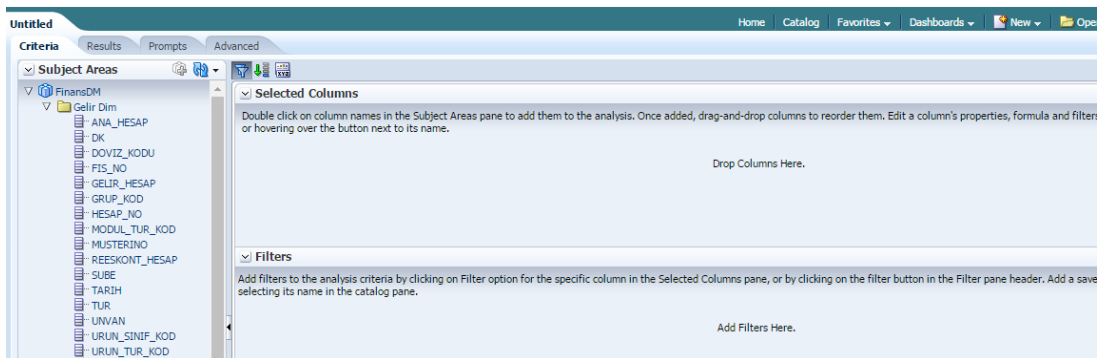 Untitled
Home Catalog Favorites Dashboards New Ope
Criteria Results Prompts Advanced
Subject Areas
FinansDM
Gelir Dim
ANA_HESAP
DK
DOVIZ_KODU
FIS_NO
GELIR_HESAP
GRUP_KOD
HESAP_NO
MODUL_TUR_KOD
MUSTERINO
REESKONT_HESAP
SUBE
TARIH
TUR
UNVAN
URUN_SINIF_KOD
URUN_TUR_KOD
Selected Columns
Double click on column names in the Subject Areas pane to add them to the analysis. Once added, drag-and-drop columns to reorder them. Edit a column's properties, formula and filters
or hovering over the button next to its name.
Drop Columns Here.
Filters
Add filters to the analysis criteria by clicking on Filter option for the specific column in the Selected Columns pane, or by clicking on the filter button in the Filter pane header. Add a save
selecting its name in the catalog pane.
Add Filters Here.